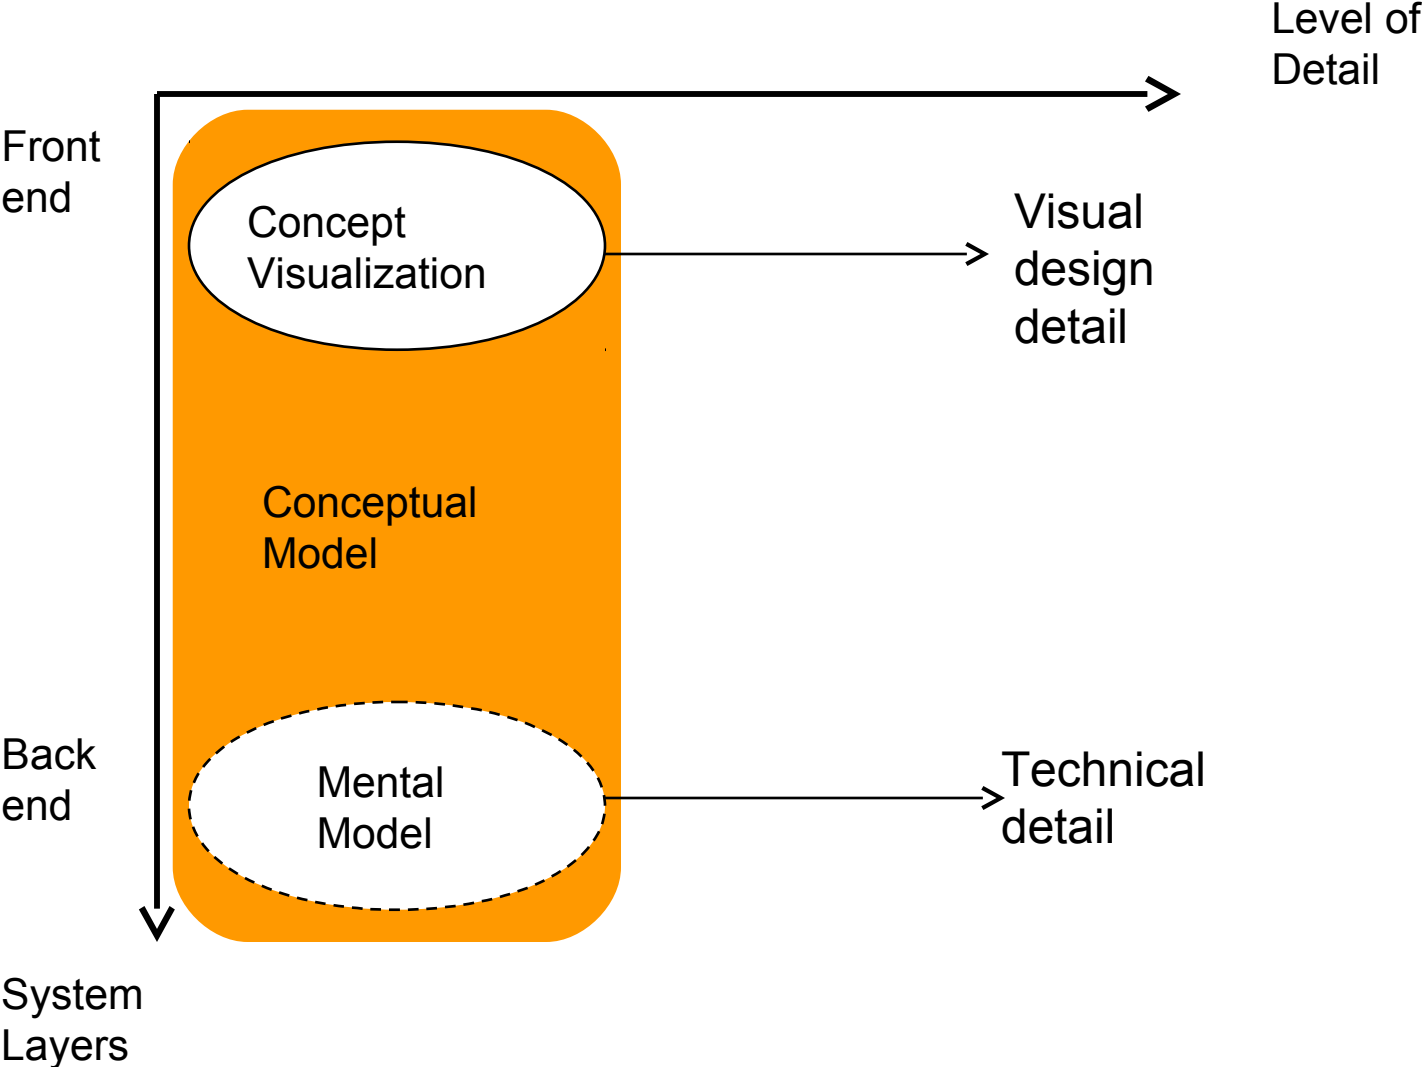 Level of
Detail
Front
end
Concept
Visualization
Visual
design
detail
Conceptual
Model
Back
end
Mental
Model
Technical
detail
System
Layers